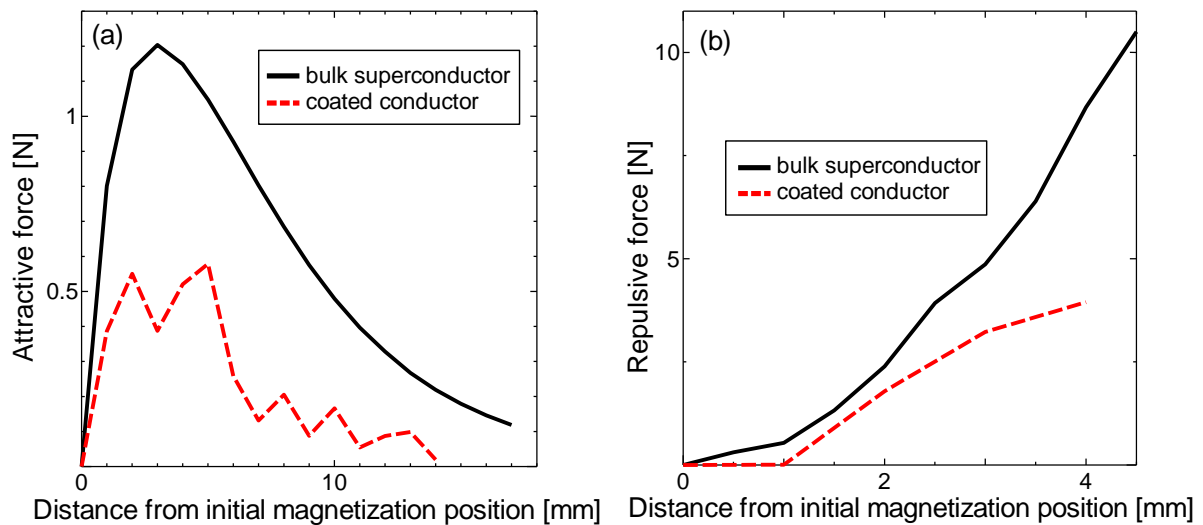 (a)
bulk superconductor
coated conductor
Attractive force [N]
1
0.5
0
10
Distance from initial magnetization position [mm]
(b)
bulk superconductor
coated conductor
Repulsive force [N]
10
5
0
0
2
4
Distance from initial magnetization position [mm]